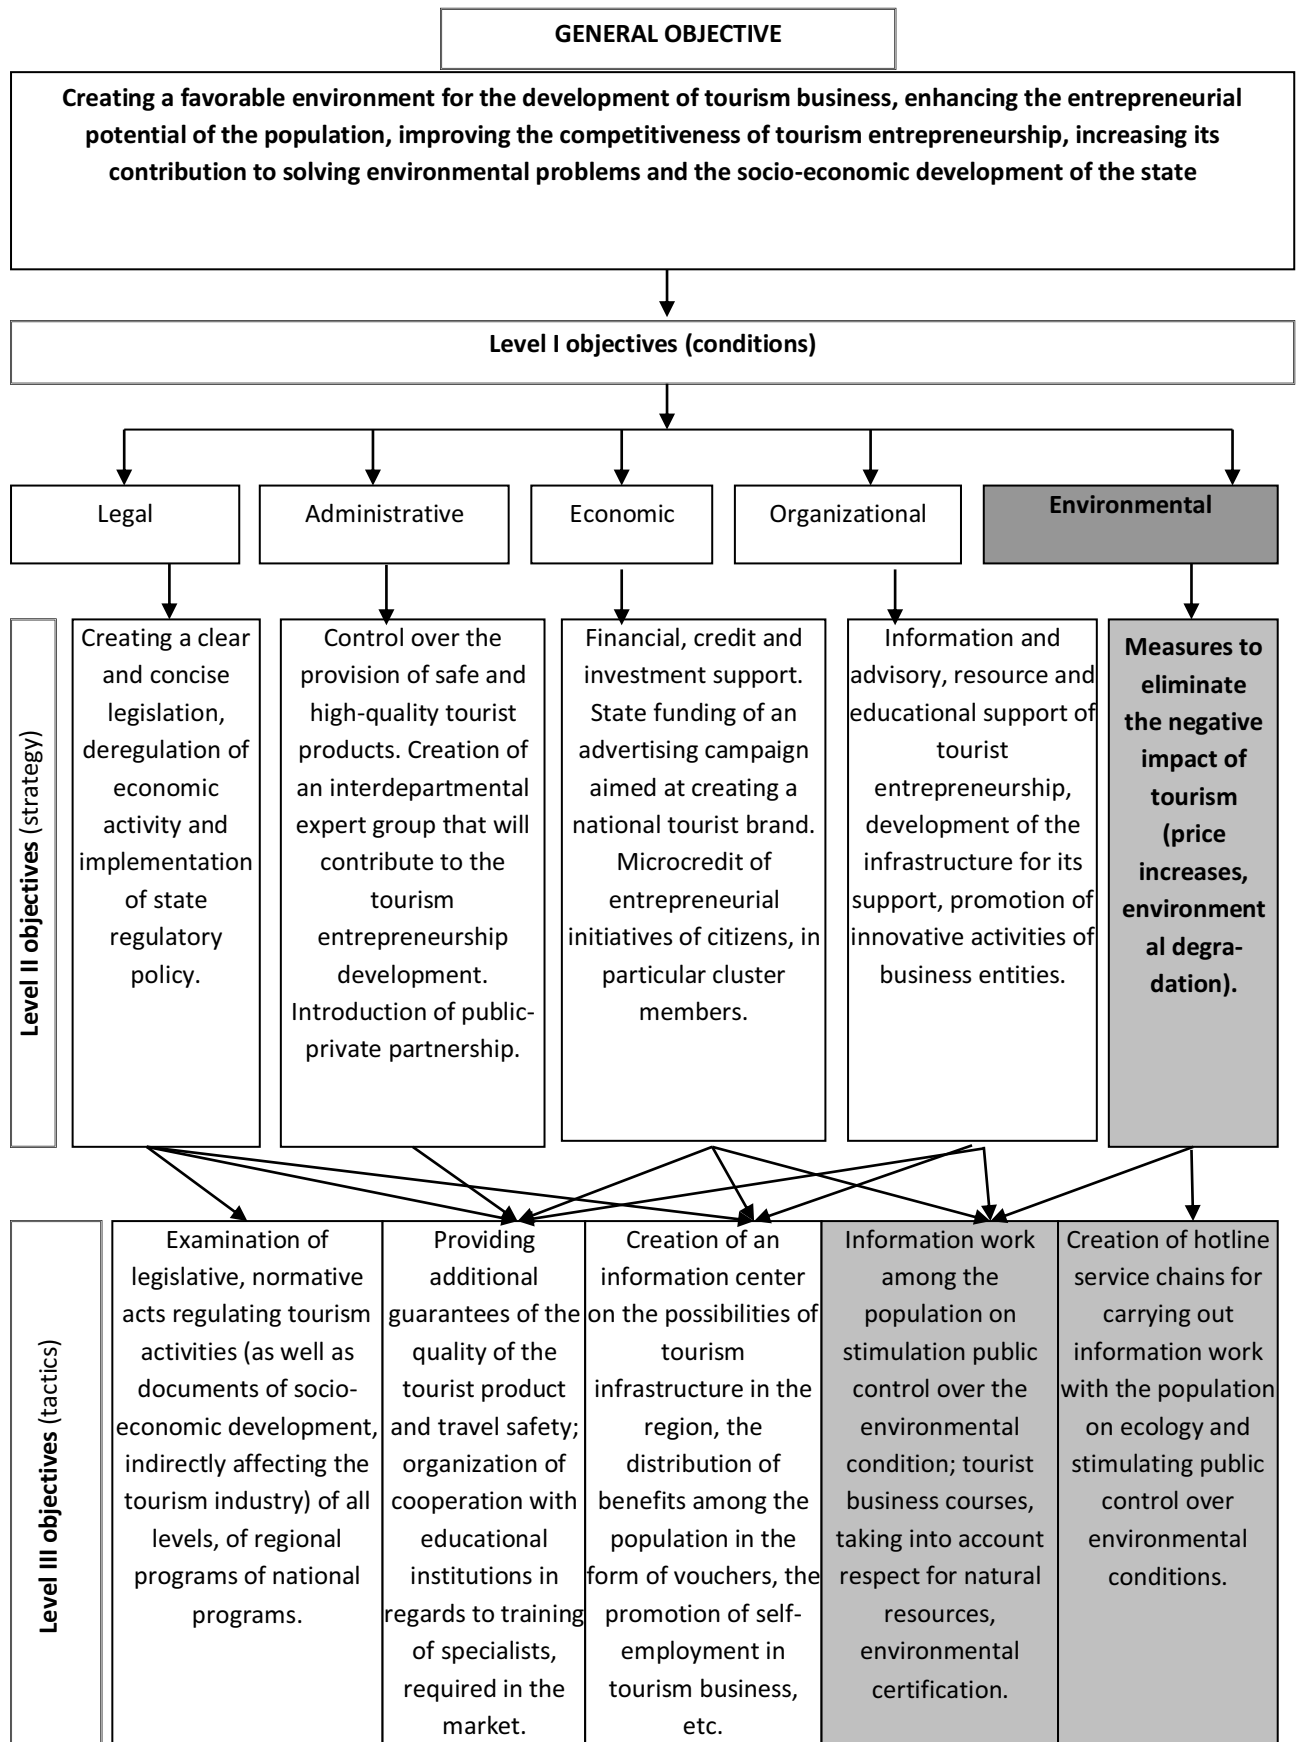 GENERAL OBJECTIVE
Creating a favorable environment for the development of tourism business, enhancing the entrepreneurial
potential of the population, improving the competitiveness of tourism entrepreneurship, increasing its
contribution to solving environmental problems and the socio-economic development of the state
Level I objectives (conditions)
Legal
Administrative
Economic
Organizational
Environmental
Level II objectives (strategy)
Creating a clear
and concise
legislation,
deregulation of
economic
activity and
implementation
of state
regulatory
policy.
Control over the
provision of safe and
high-quality tourist
products. Creation of
an interdepartmental
expert group that will
contribute to the
tourism
entrepreneurship
development.
Introduction of public-
private partnership.
Financial, credit and
investment support.
State funding of an
advertising campaign
aimed at creating a
national tourist brand.
Microcredit of
entrepreneurial
initiatives of citizens, in
particular cluster
members.
Information and
advisory, resource and
educational support of
tourist
entrepreneurship,
development of the
infrastructure for its
support, promotion of
innovative activities of
business entities.
Measures to
eliminate
the negative
impact of
tourism
(price
increases,
environment
al degra-
dation).
Level III objectives (tactics)
Examination of
legislative, normative
acts regulating tourism
activities (as well as
documents of socio-
economic development,
indirectly affecting the
tourism industry) of all
levels, of regional
programs of national
programs.
Providing
additional
guarantees of the
quality of the
tourist product
and travel safety;
organization of
cooperation with
educational
institutions in
regards to training
of specialists,
required in the
market.
Creation of an
information center
on the possibilities of
tourism
infrastructure in the
region, the
distribution of
benefits among the
population in the
form of vouchers, the
promotion of self-
employment in
tourism business,
etc.
Information work
among the
population on
stimulation public
control over the
environmental
condition; tourist
business courses,
taking into account
respect for natural
resources,
environmental
certification.
Creation of hotline
service chains for
carrying out
information work
with the population
on ecology and
stimulating public
control over
environmental
conditions.